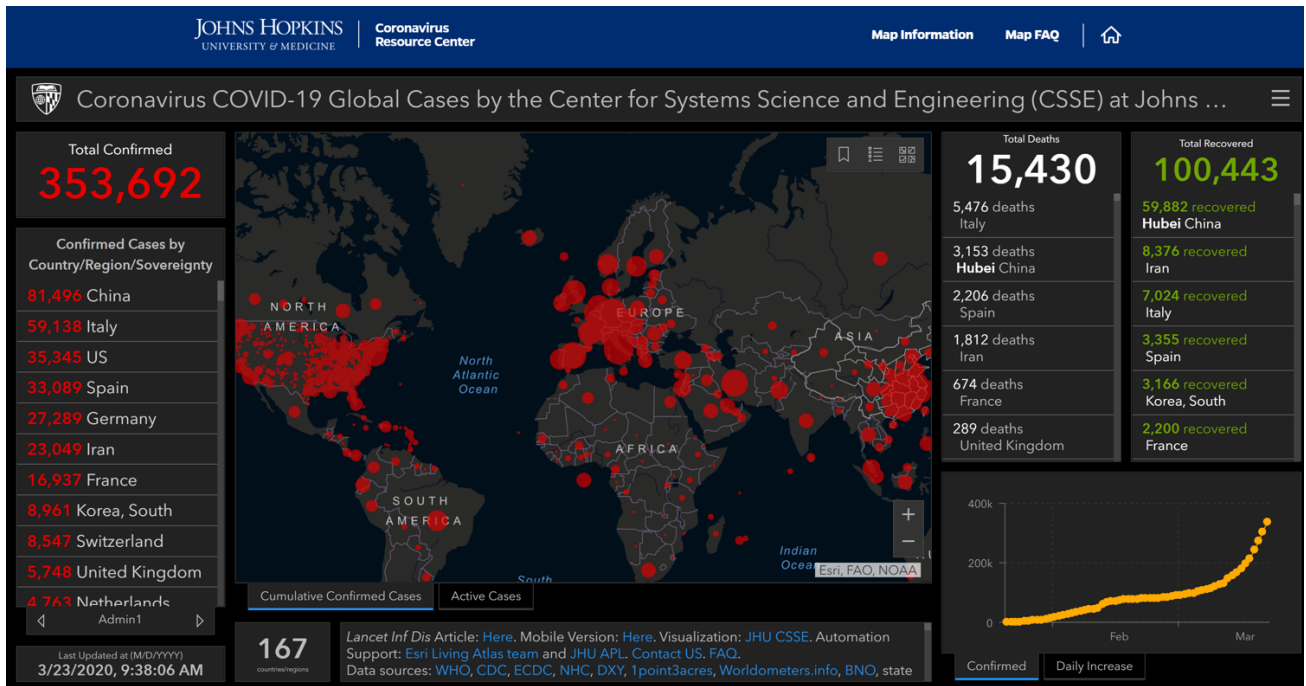 JOHNS HOPKINS
UNIVERSITY & MEDICINE
Coronavirus
Resource Center
Map Information
Map FAQ
Coronavirus COVID-19 Global Cases by the Center for Systems Science and Engineering (CSSE) at Johns ...
Total Confirmed
353,692
Confirmed Cases by
Country/Region/Sovereignty
81,496 China
59,138 Italy
35,345 US
33,089 Spain
27,289 Germany
23,049 Iran
16,937 France
8,961 Korea, South
8,547 Switzerland
5,748 United Kingdom
4,763 Netherlands
Admin1
Last Updated at (M/D/YYYY)
3/23/2020, 9:38:06 AM
NORTH
AMERICA
North
Atlantic
Ocean
EUROPE
ASIA
AFRICA
SOUTH
AMERICA
Indian
Ocean
South
+
−
Esri, FAO, NOAA
Cumulative Confirmed Cases
Active Cases
167
countries/regions
Lancet Inf Dis Article: Here. Mobile Version: Here. Visualization: JHU CSSE. Automation
Support: Esri Living Atlas team and JHU APL. Contact US. FAQ.
Data sources: WHO, CDC, ECDC, NHC, DXY, 1point3acres, Worldometers.info, BNO, state
Total Deaths
15,430
5,476 deaths
Italy
3,153 deaths
Hubei China
2,206 deaths
Spain
1,812 deaths
Iran
674 deaths
France
289 deaths
United Kingdom
Total Recovered
100,443
59,882 recovered
Hubei China
8,376 recovered
Iran
7,024 recovered
Italy
3,355 recovered
Spain
3,166 recovered
Korea, South
2,200 recovered
France
400k
200k
0
Feb
Mar
Confirmed
Daily Increase